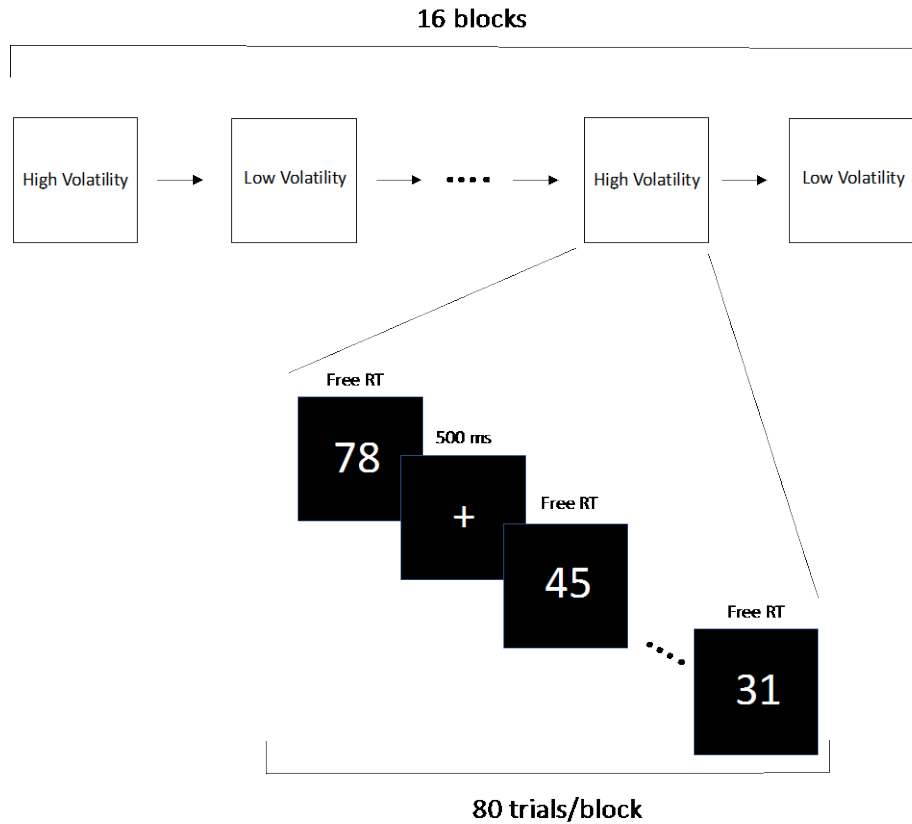 16 blocks
High Volatility
Low Volatility
High Volatility
Low Volatility
Free RT
78
500 ms
+
Free RT
45
Free RT
31
80 trials/block